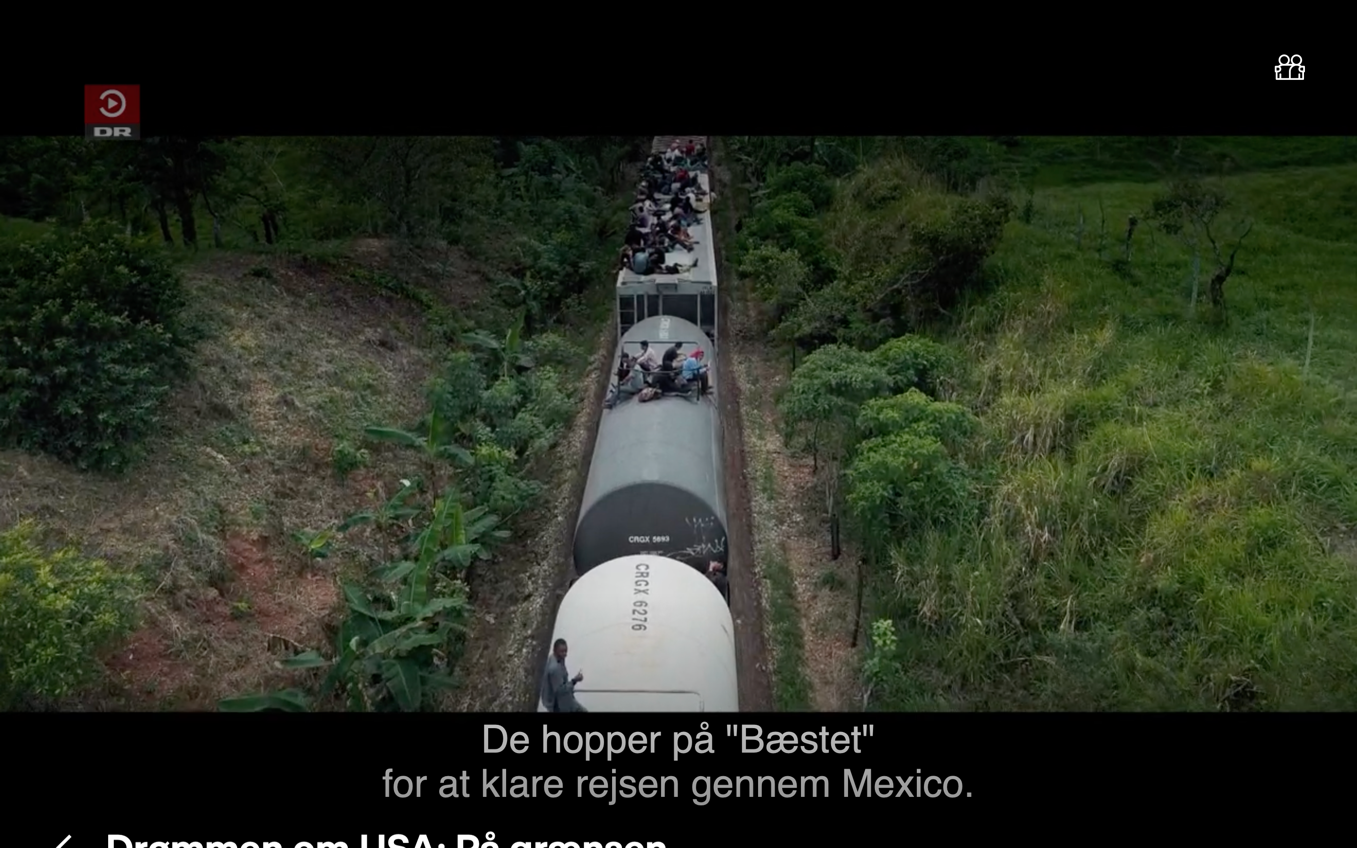 DR
CRGX 5993
CRGX 6276
De hopper på "Bæstet"
for at klare rejsen gennem Mexico.
Drømmen om USA: På grænsen